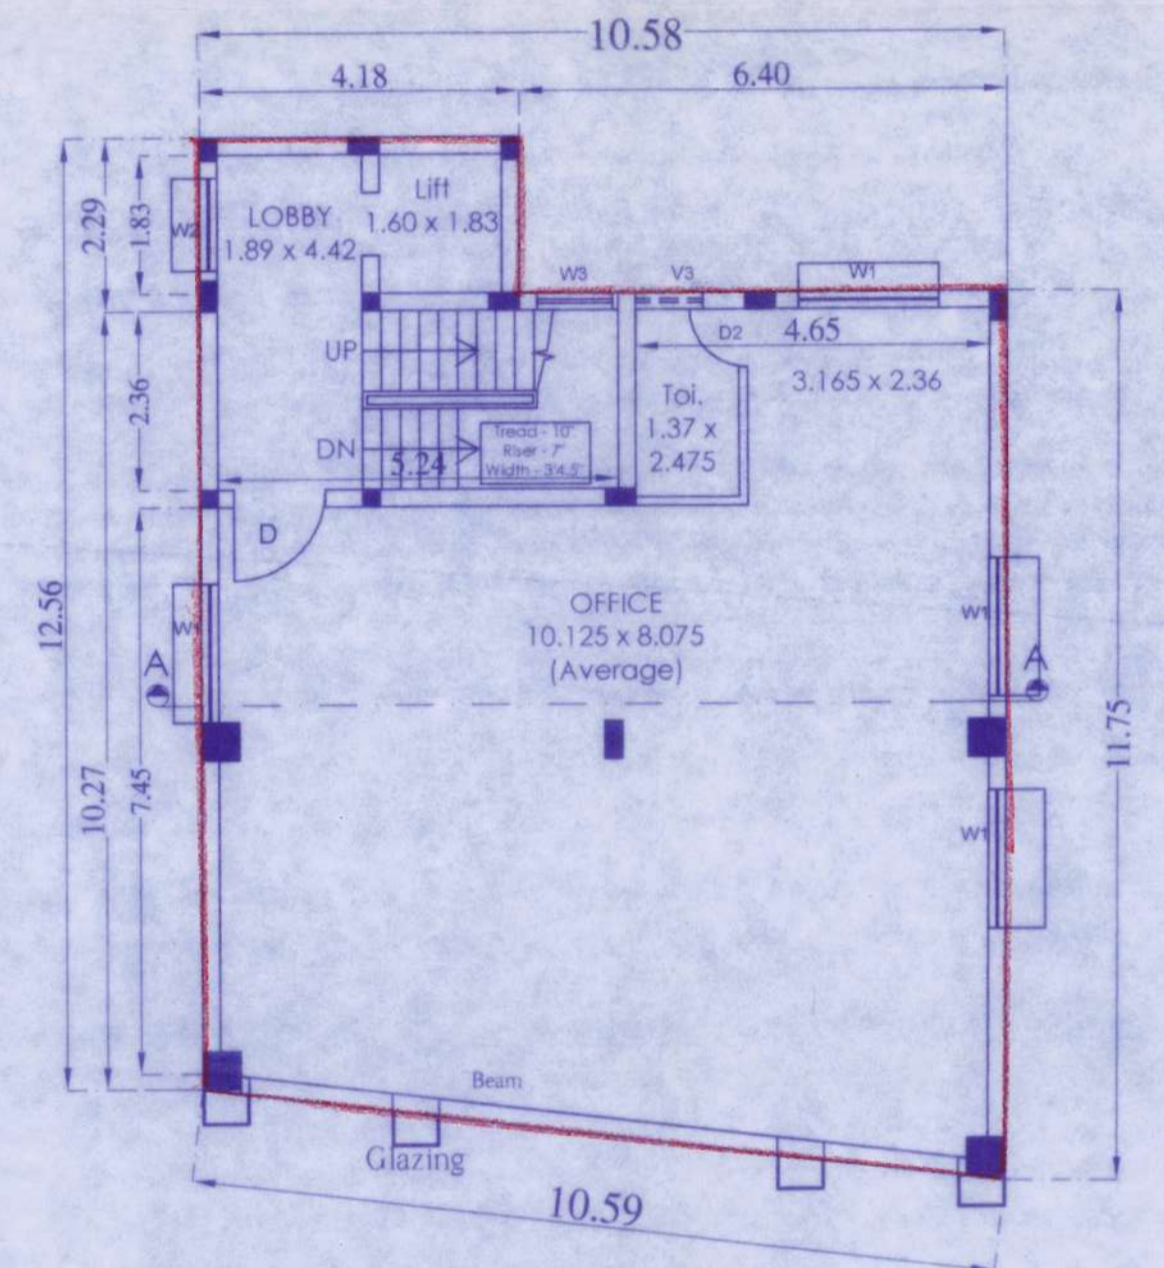 10.58
4.18
6.40
2.29
1.83
W2
LOBBY
1.89 x 4.42
Lift
1.60 x 1.83
W3
V3
W1
D2
4.65
3.165 x 2.36
UP
2.36
Toi.
1.37 x
2.475
DN
5.24
Tread - 10"
Riser - 7"
Width - 3'4.5"
D
12.56
OFFICE
10.125 x 8.075
(Average)
W1
W1
A
A
11.75
10.27
7.45
W1
Beam
Glazing
10.59